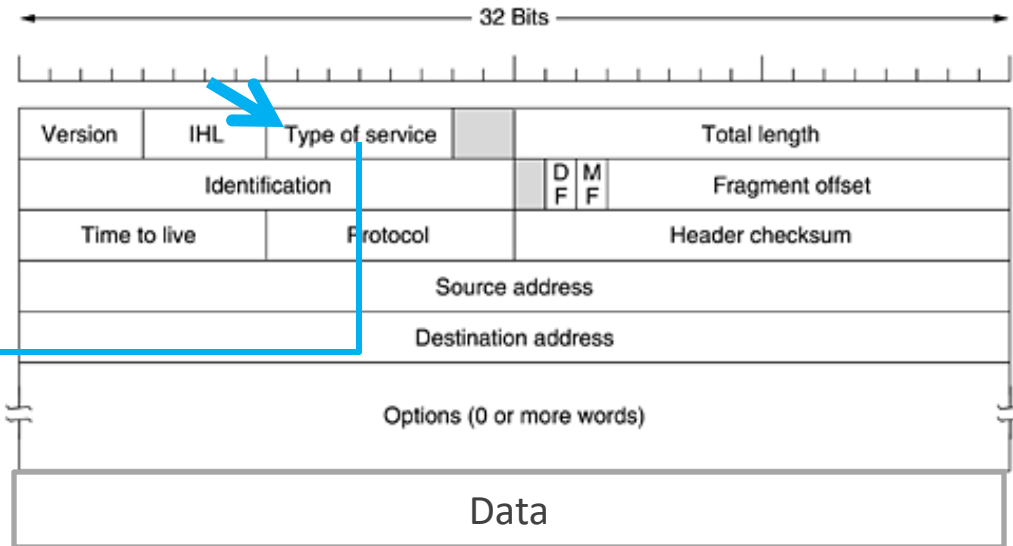 32 Bits
Version IHL Type of service Total length
Identification D F M F Fragment offset
Time to live Protocol Header checksum
Source address
Destination address
Options (0 or more words)
Data